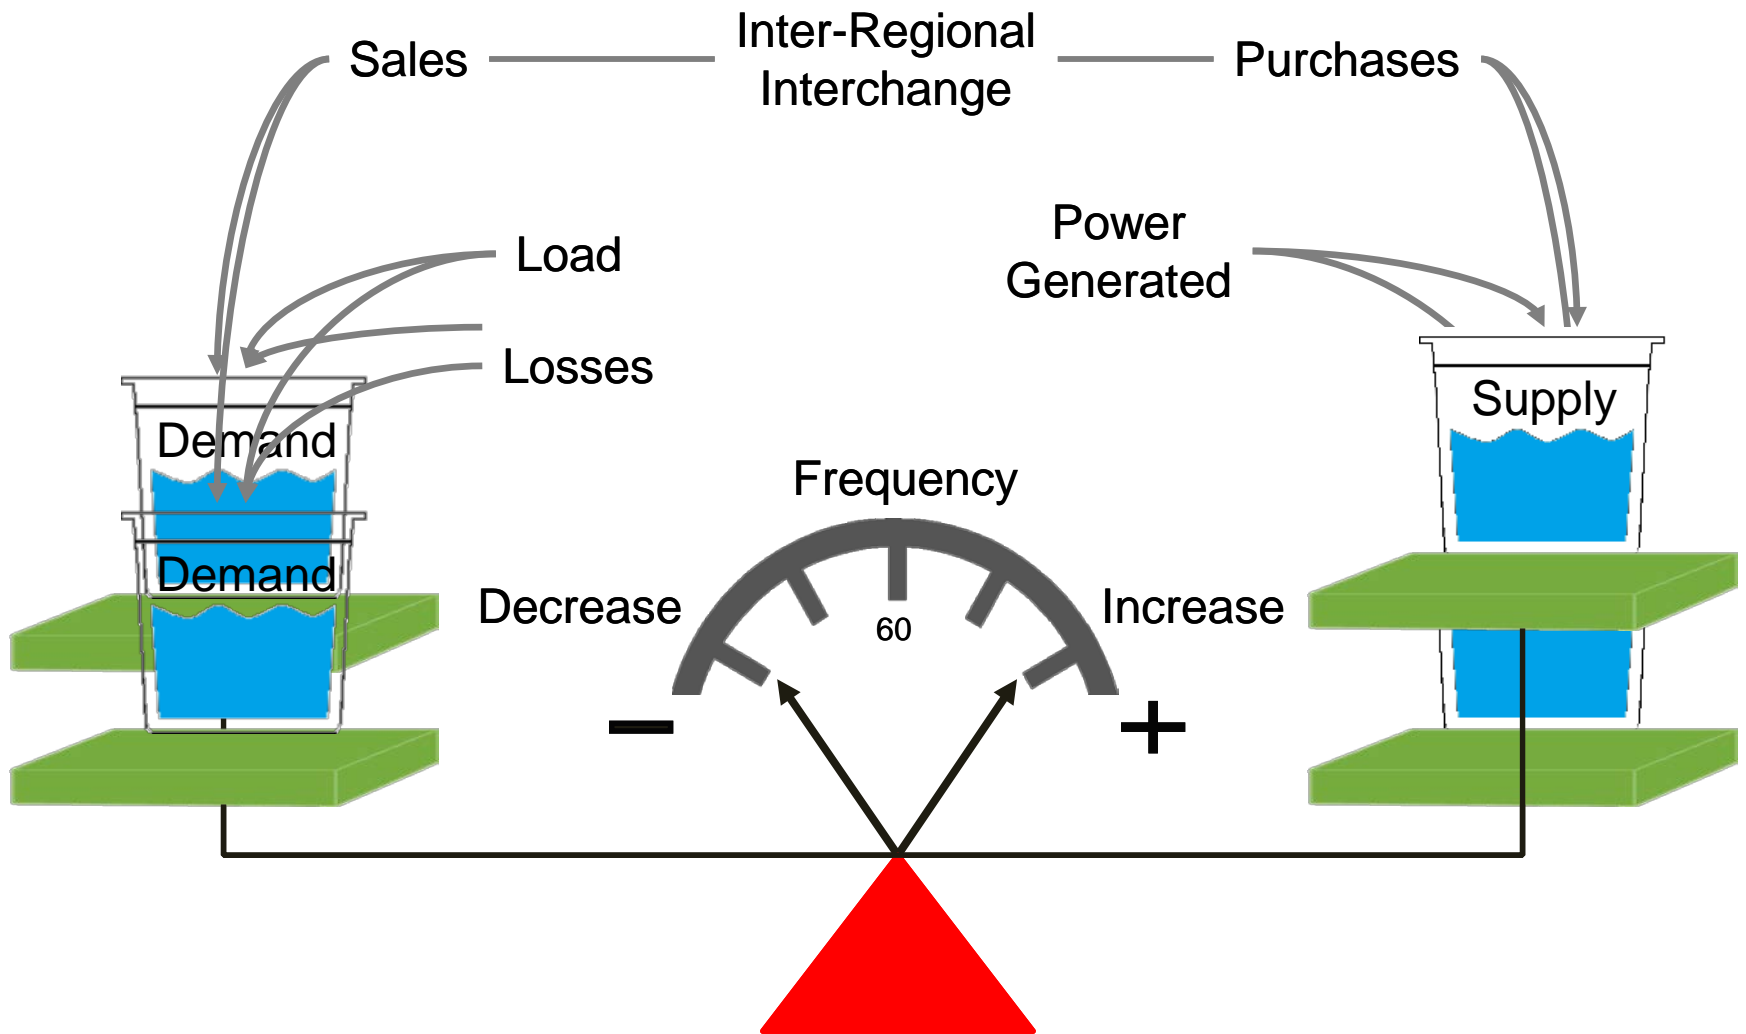 Sales
Inter-Regional
Interchange
Purchases
Load
Power
Generated
Losses
Demand
Supply
Frequency
Demand
Decrease
Increase
60
−
+